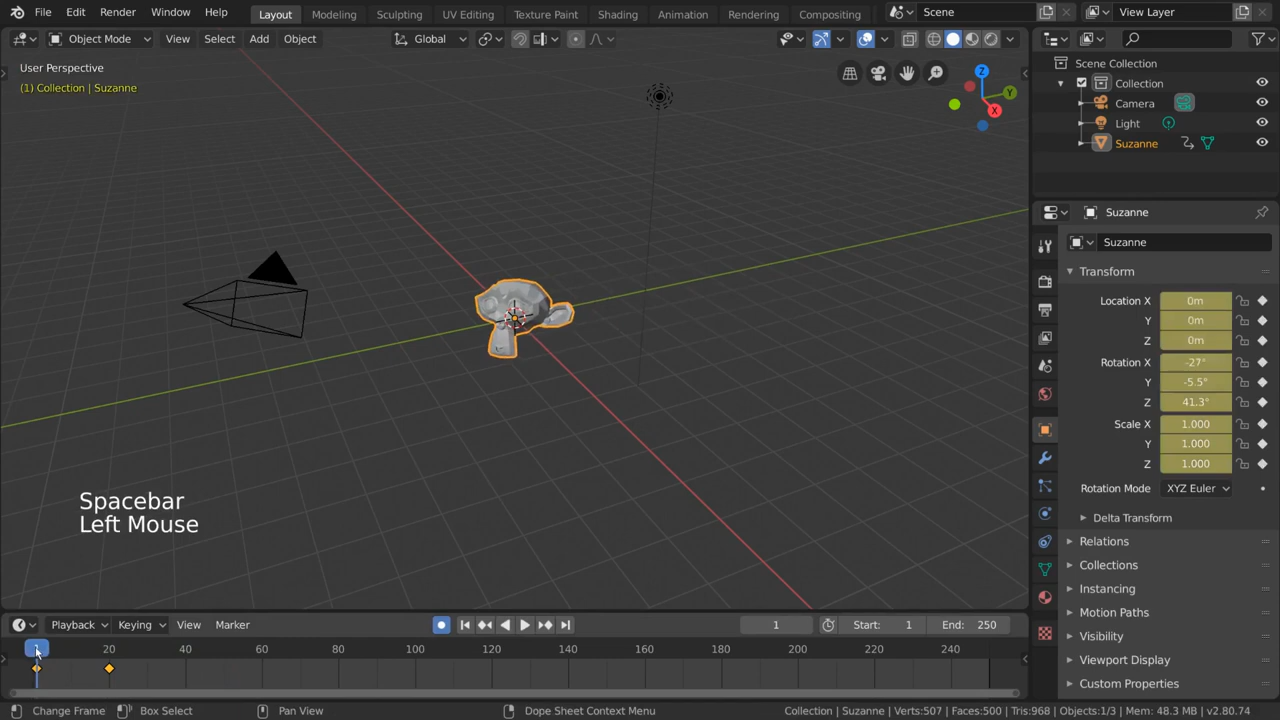 File Edit Render Window Help Layout Modeling Sculpting UV Editing Texture Paint Shading Animation Rendering Compositing Scene View Layer
Object Mode View Select Add Object Global
User Perspective
(1) Collection | Suzanne
Z
Y
X
Scene Collection
Collection
Camera
Light
Suzanne
Suzanne
Suzanne
Transform
Location X 0m
Y 0m
Z 0m
Rotation X -27°
Y -5.5°
Z 41.3°
Scale X 1.000
Y 1.000
Z 1.000
Rotation Mode XYZ Euler
Delta Transform
Relations
Collections
Instancing
Motion Paths
Visibility
Viewport Display
Custom Properties
Spacebar
Left Mouse
Playback Keying View Marker 1 Start: 1 End: 250
1 20 40 60 80 100 120 140 160 180 200 220 240
Change Frame Box Select Pan View Dope Sheet Context Menu Collection | Suzanne | Verts:507 | Faces:500 | Tris:968 | Objects:1/3 | Mem: 48.3 MB | v2.80.74